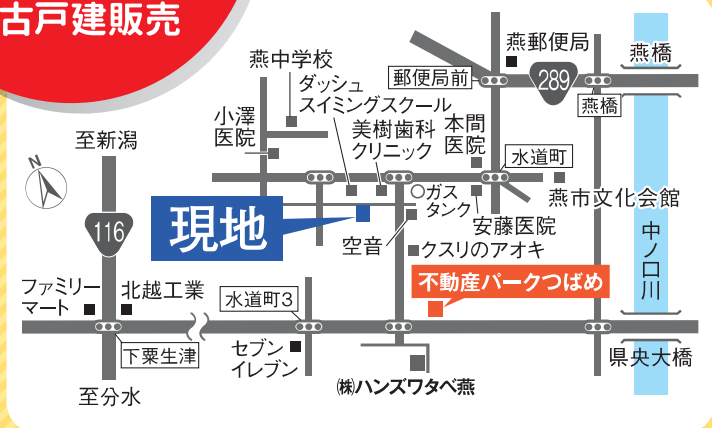 古戸建販売
燕郵便局
燕橋
燕中学校
郵便局前
289
燕橋
ダッシュ
スイミングスクール
小澤
医院
美樹歯科
クリニック
本間
医院
水道町
至新潟
N
ガス
タンク
燕市文化会館
現地
安藤医院
116
空音
クスリのアオキ
中ノ口川
不動産パークつばめ
ファミリー
マート
北越工業
水道町3
下粟生津
セブン
イレブン
県央大橋
㈱ハンズワタベ燕
至分水